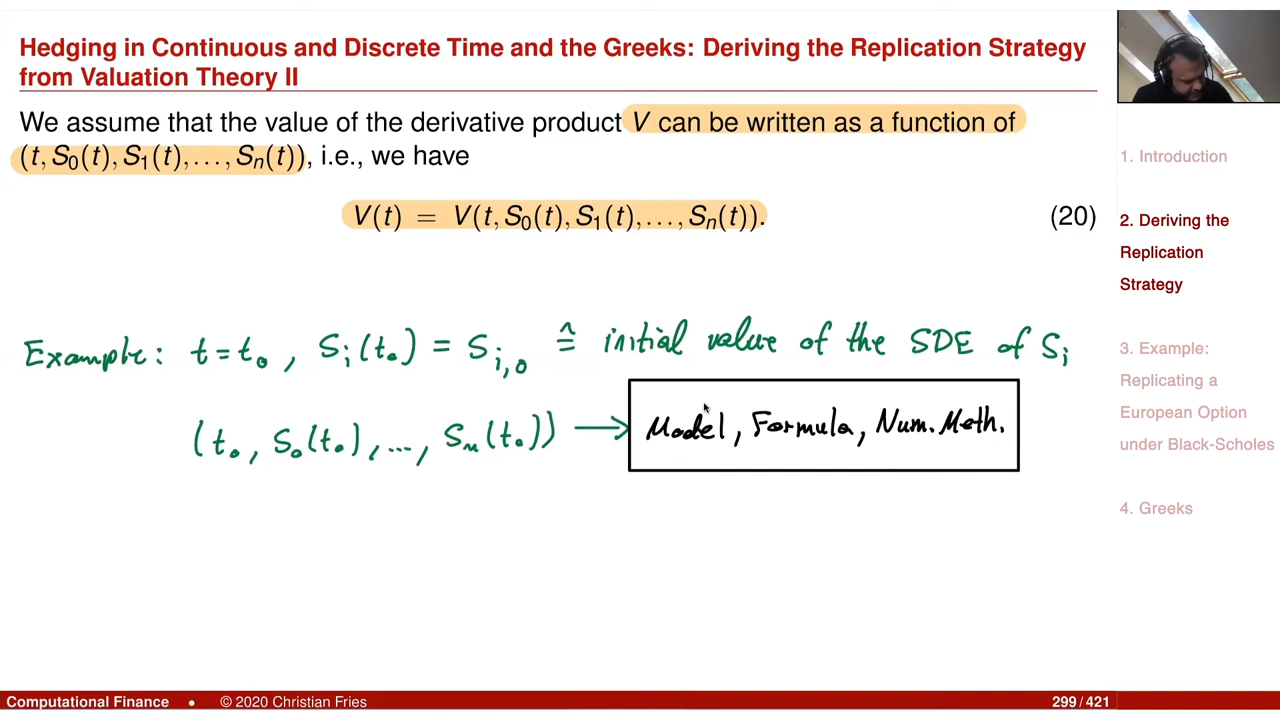 Hedging in Continuous and Discrete Time and the Greeks: Deriving the Replication Strategy
from Valuation Theory II
We assume that the value of the derivative product V can be written as a function of
(t, S₀(t), S₁(t), …, Sₙ(t)), i.e., we have
V(t) = V(t, S₀(t), S₁(t), …, Sₙ(t)). (20)
Example: t = t₀, Sᵢ(t₀) = Sᵢ,₀ ≙ initial value of the SDE of Sᵢ
(t₀, S₀(t₀), …, Sₙ(t₀)) → Model, Formula, Num. Meth.
1. Introduction
2. Deriving the
Replication
Strategy
3. Example:
Replicating a
European Option
under Black-Scholes
4. Greeks
Computational Finance • © 2020 Christian Fries 299 / 421